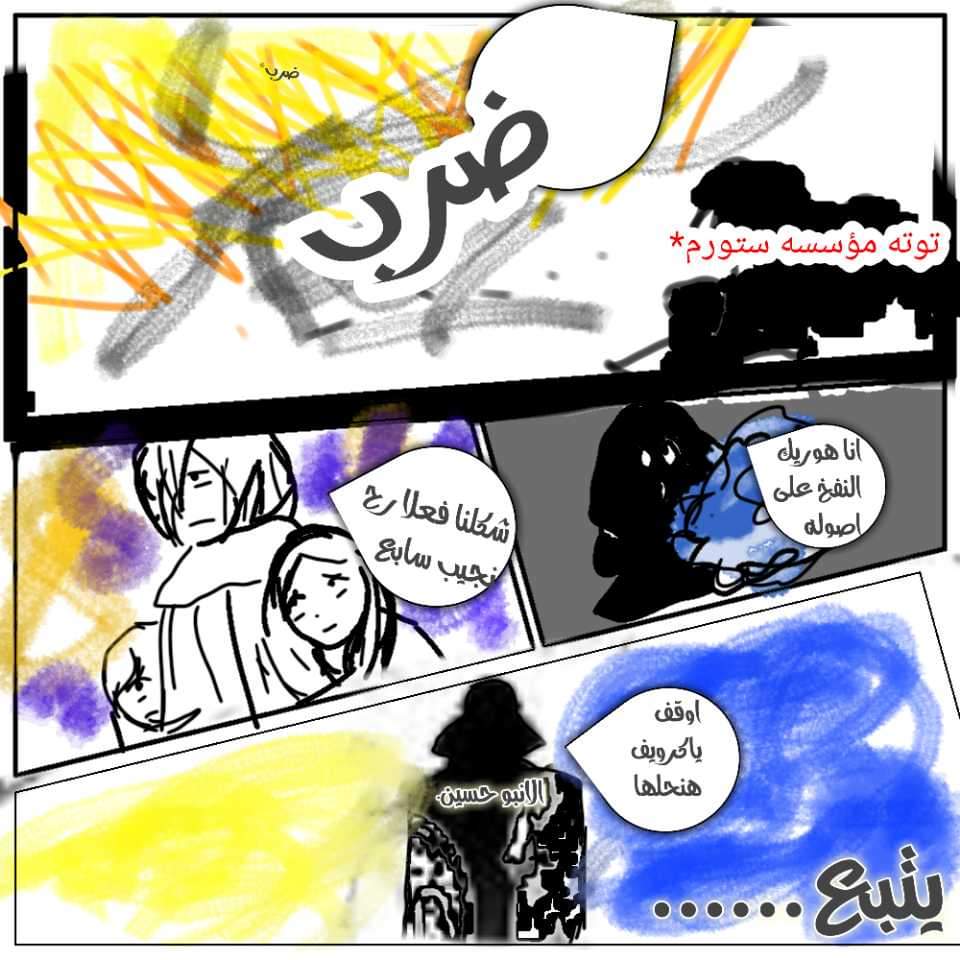 ضرب*
ضرب
توته مؤسسه ستورم*
انا هوريك
النفخ على
اصوله
شكلنا فعلا رح
نجيب سابع
اوقف
ياكرويف
هنحلها
الانبو حسين.
يتبع ......